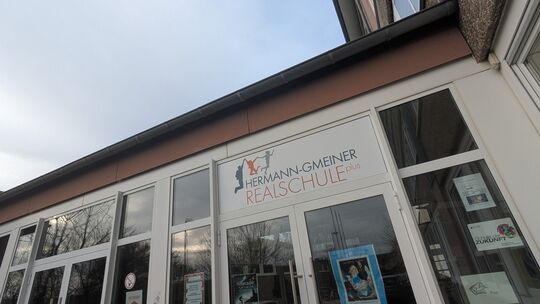 HERMANN-GMEINER
REALSCHULE plus
ZUKUNFT